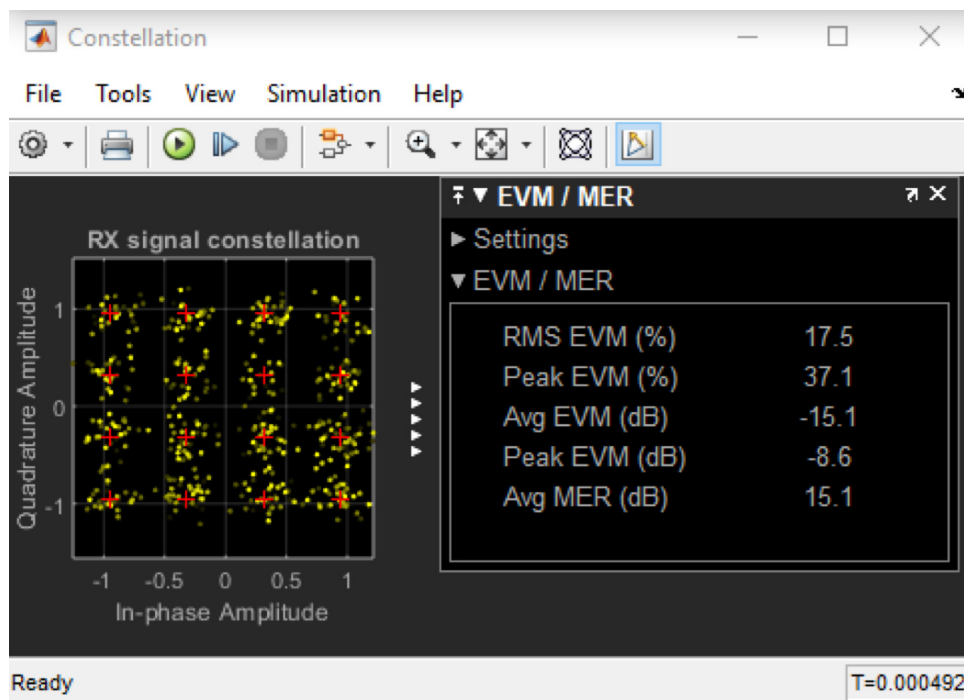 Constellation
File Tools View Simulation Help
EVM / MER
RX signal constellation
Settings
EVM / MER
RMS EVM (%) 17.5
Peak EVM (%) 37.1
Avg EVM (dB) -15.1
Peak EVM (dB) -8.6
Avg MER (dB) 15.1
Quadrature Amplitude
1
0
-1
-1 -0.5 0 0.5 1
In-phase Amplitude
Ready T=0.000492